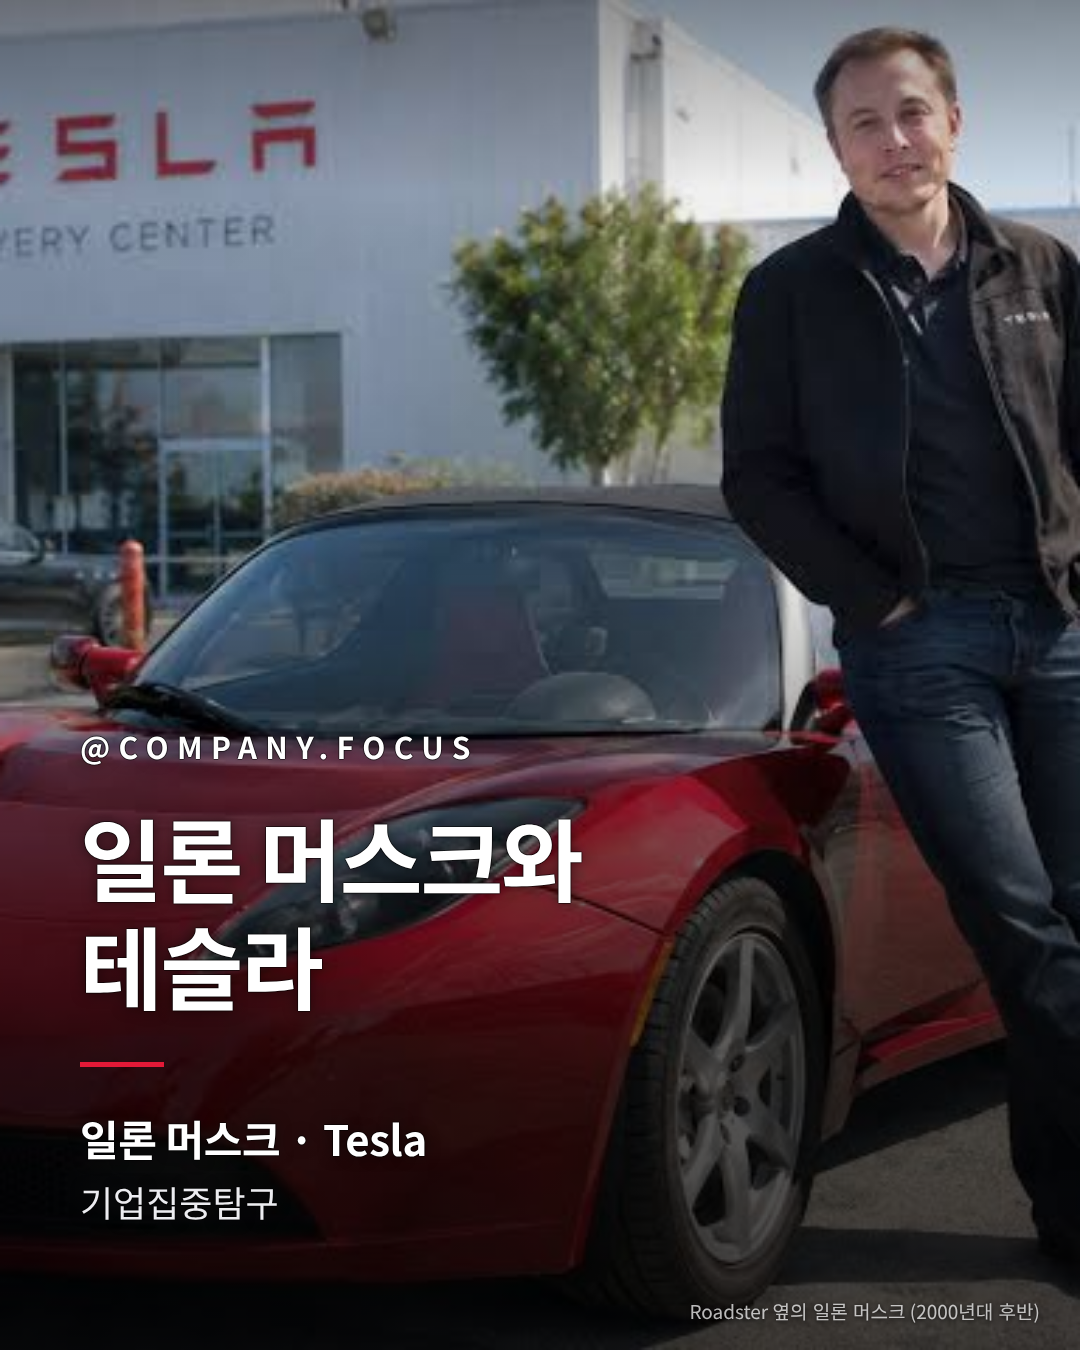 ESLA
VERY CENTER
TESLA
@COMPANY.FOCUS
일론 머스크와
테슬라
일론 머스크 · Tesla
기업집중탐구
Roadster 옆의 일론 머스크 (2000년대 후반)